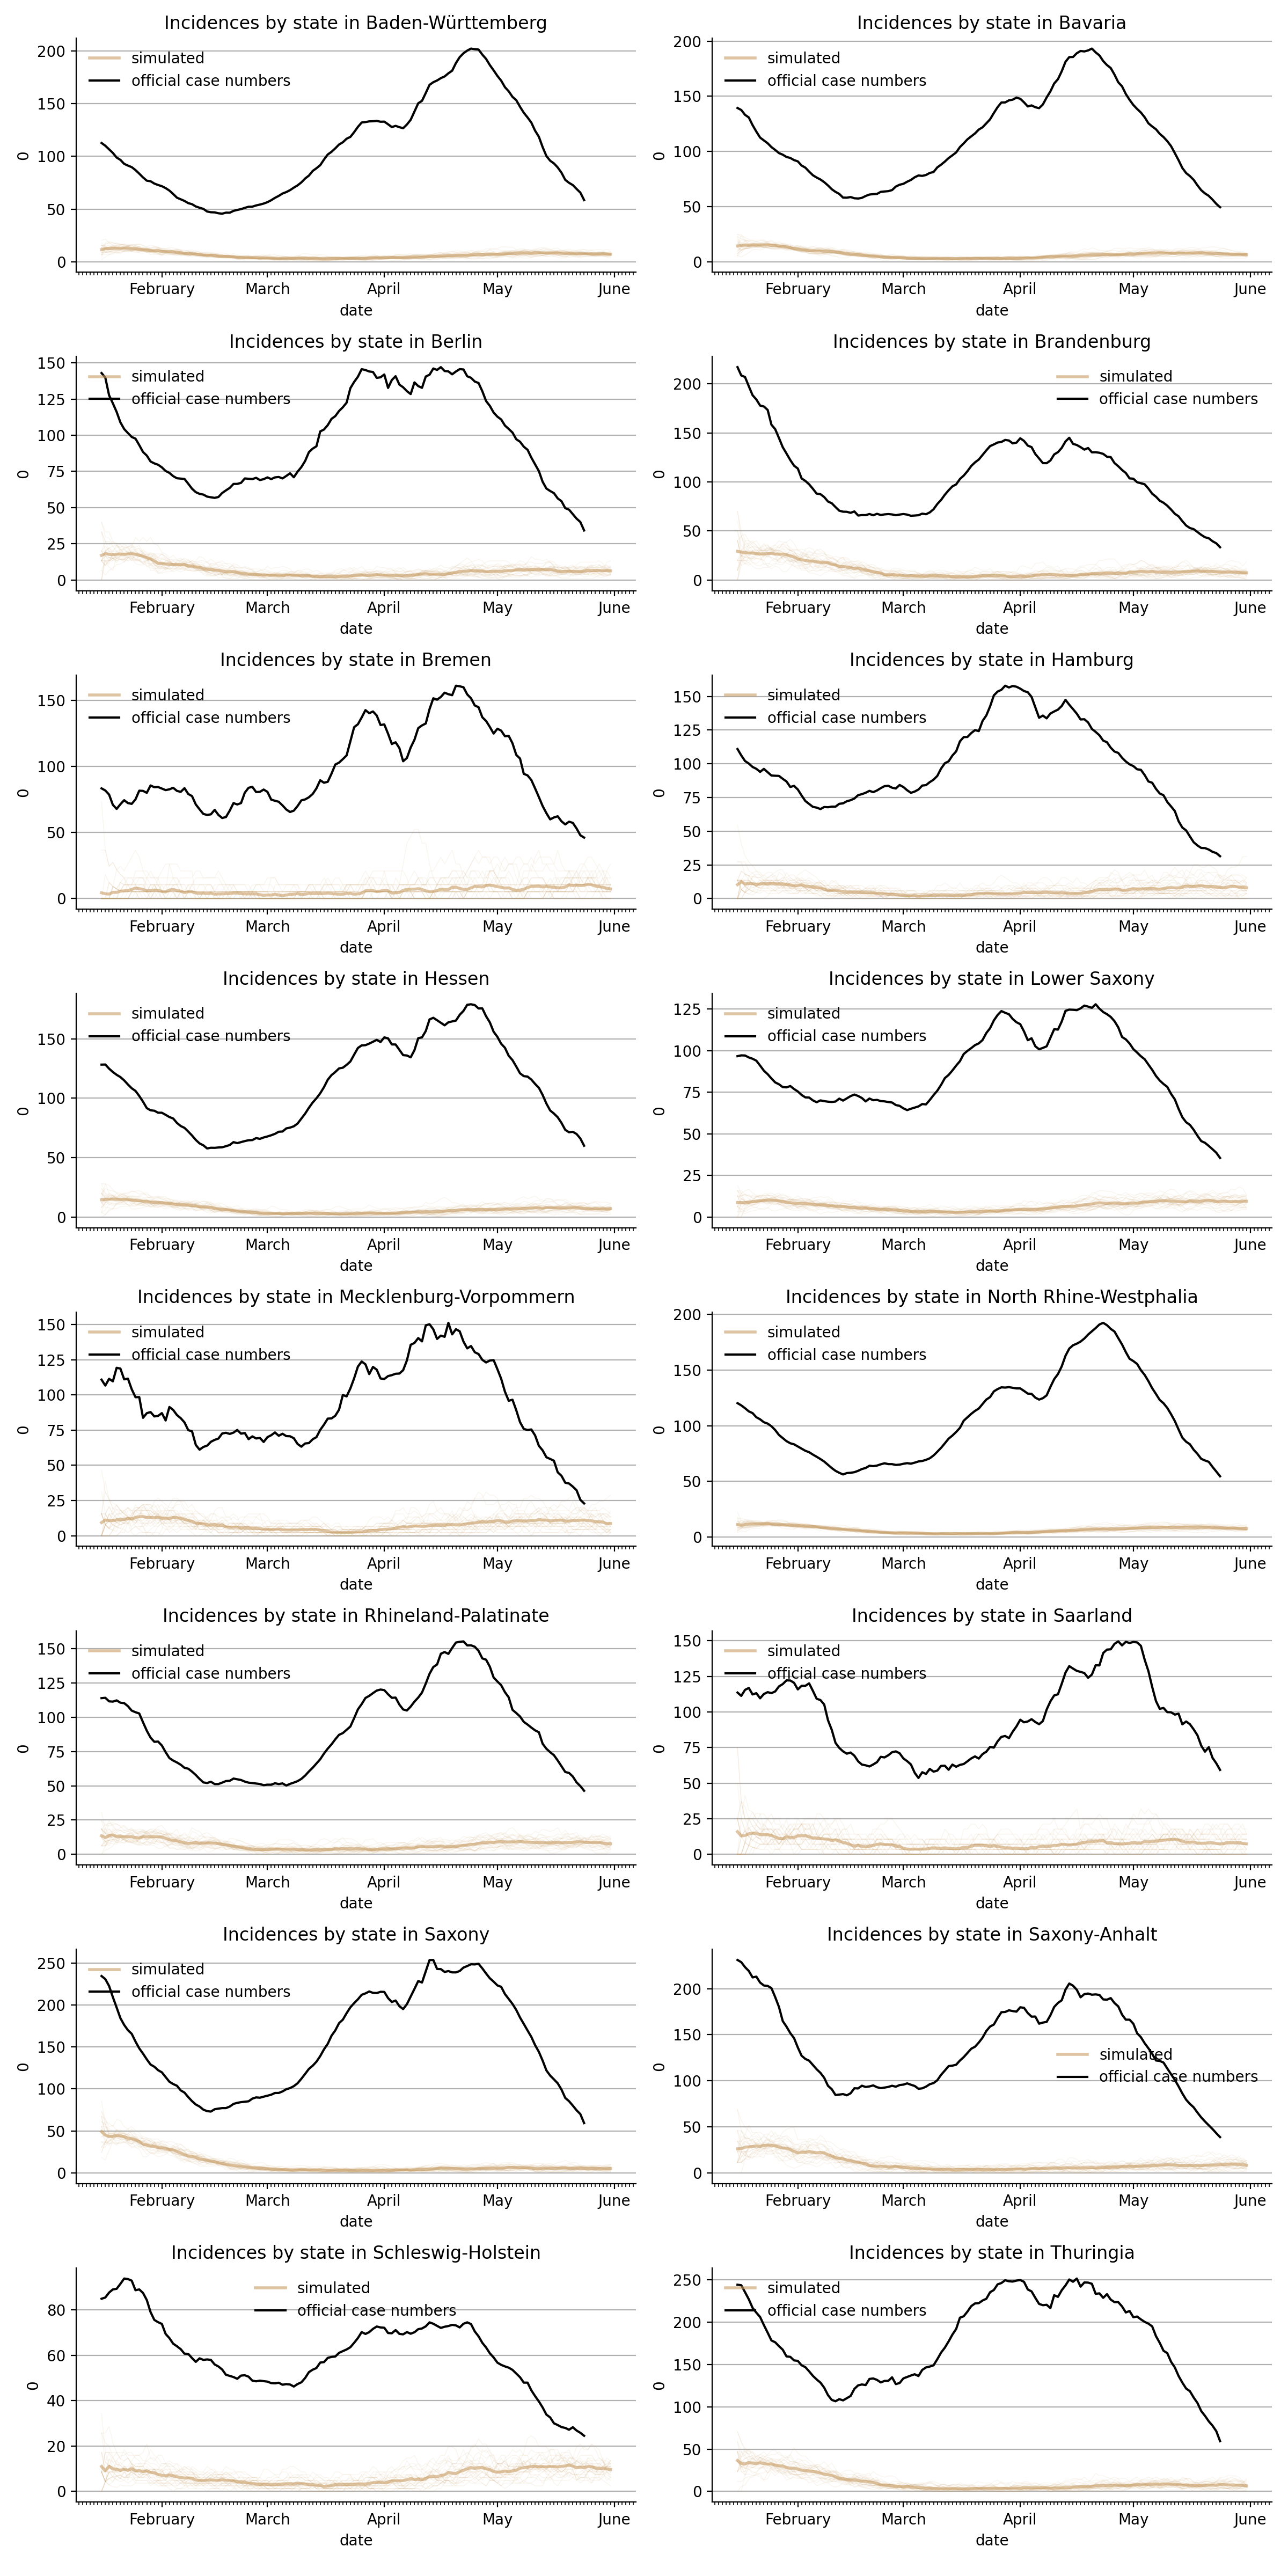 Incidences by state in Baden-Württemberg
200
150
100
50
0
0
simulated
official case numbers
February March April May June
date
Incidences by state in Bavaria
200
150
100
50
0
0
simulated
official case numbers
February March April May June
date
Incidences by state in Berlin
150
125
100
75
50
25
0
0
simulated
official case numbers
February March April May June
date
Incidences by state in Brandenburg
200
150
100
50
0
0
simulated
official case numbers
February March April May June
date
Incidences by state in Bremen
150
100
50
0
0
simulated
official case numbers
February March April May June
date
Incidences by state in Hamburg
150
125
100
75
50
25
0
0
simulated
official case numbers
February March April May June
date
Incidences by state in Hessen
150
100
50
0
0
simulated
official case numbers
February March April May June
date
Incidences by state in Lower Saxony
125
100
75
50
25
0
0
simulated
official case numbers
February March April May June
date
Incidences by state in Mecklenburg-Vorpommern
150
125
100
75
50
25
0
0
simulated
official case numbers
February March April May June
date
Incidences by state in North Rhine-Westphalia
200
150
100
50
0
0
simulated
official case numbers
February March April May June
date
Incidences by state in Rhineland-Palatinate
150
125
100
75
50
25
0
0
simulated
official case numbers
February March April May June
date
Incidences by state in Saarland
150
125
100
75
50
25
0
0
simulated
official case numbers
February March April May June
date
Incidences by state in Saxony
250
200
150
100
50
0
0
simulated
official case numbers
February March April May June
date
Incidences by state in Saxony-Anhalt
200
150
100
50
0
0
simulated
official case numbers
February March April May June
date
Incidences by state in Schleswig-Holstein
80
60
40
20
0
0
simulated
official case numbers
February March April May June
date
Incidences by state in Thuringia
250
200
150
100
50
0
0
simulated
official case numbers
February March April May June
date